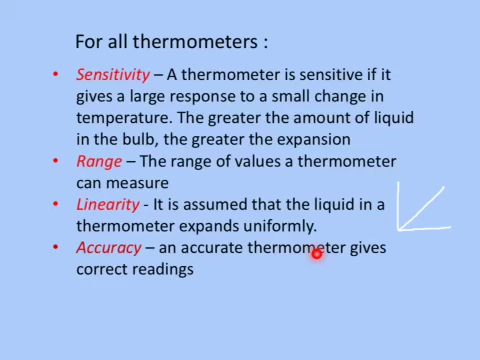 For all thermometers :
• Sensitivity – A thermometer is sensitive if it
gives a large response to a small change in
temperature. The greater the amount of liquid
in the bulb, the greater the expansion
• Range – The range of values a thermometer
can measure
• Linearity - It is assumed that the liquid in a
thermometer expands uniformly.
• Accuracy – an accurate thermometer gives
correct readings